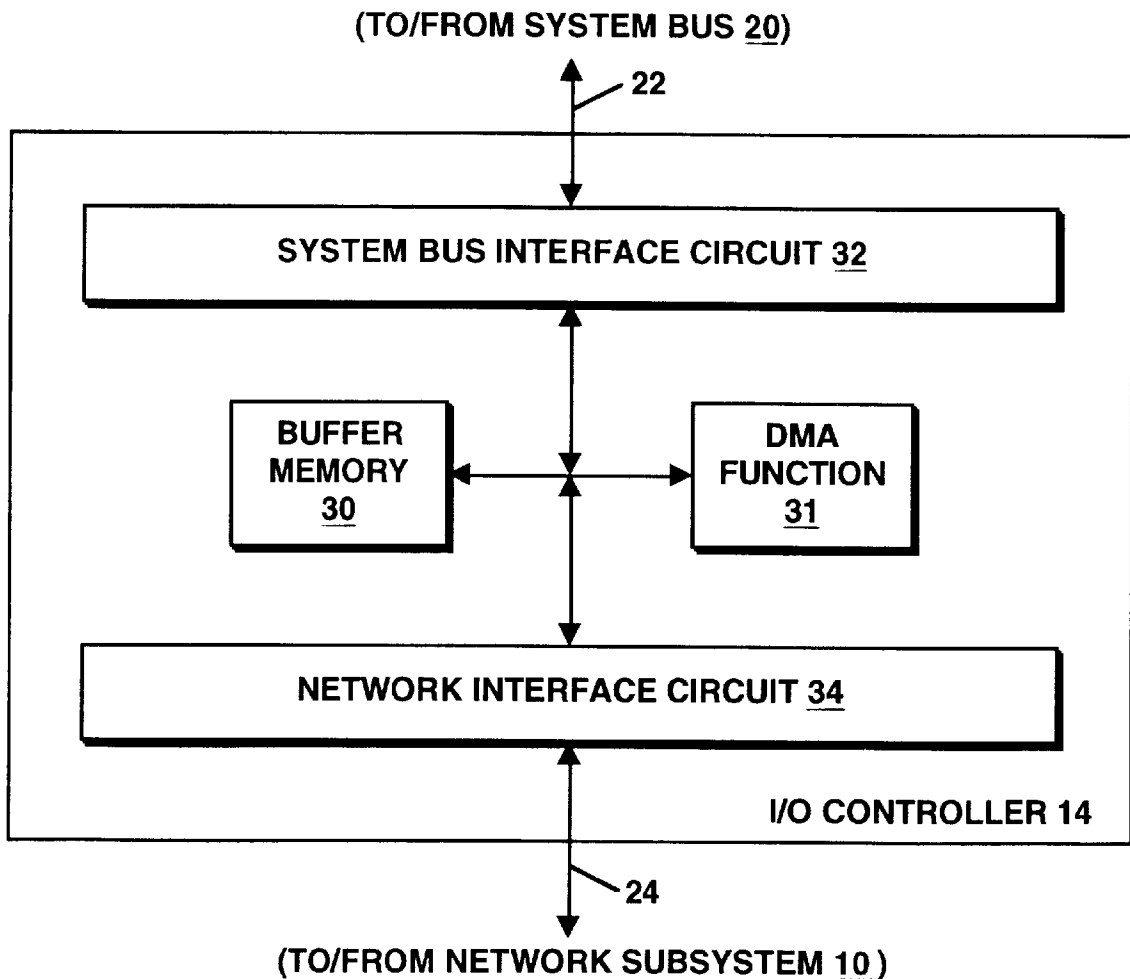 (TO/FROM SYSTEM BUS 20)
22
SYSTEM BUS INTERFACE CIRCUIT 32
BUFFER
MEMORY
30
DMA
FUNCTION
31
NETWORK INTERFACE CIRCUIT 34
I/O CONTROLLER 14
24
(TO/FROM NETWORK SUBSYSTEM 10)